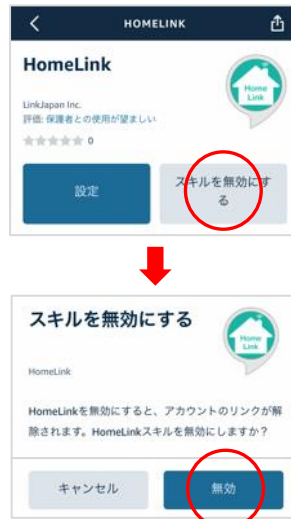 HOMELINK
HomeLink
Home
Link
LinkJapan Inc.
評価: 保護者との使用が望ましい
0
設定
スキルを無効にす
る
スキルを無効にする
Home
Link
HomeLink
HomeLinkを無効にすると、アカウントのリンクが解
除されます。HomeLinkスキルを無効にしますか？
キャンセル
無効